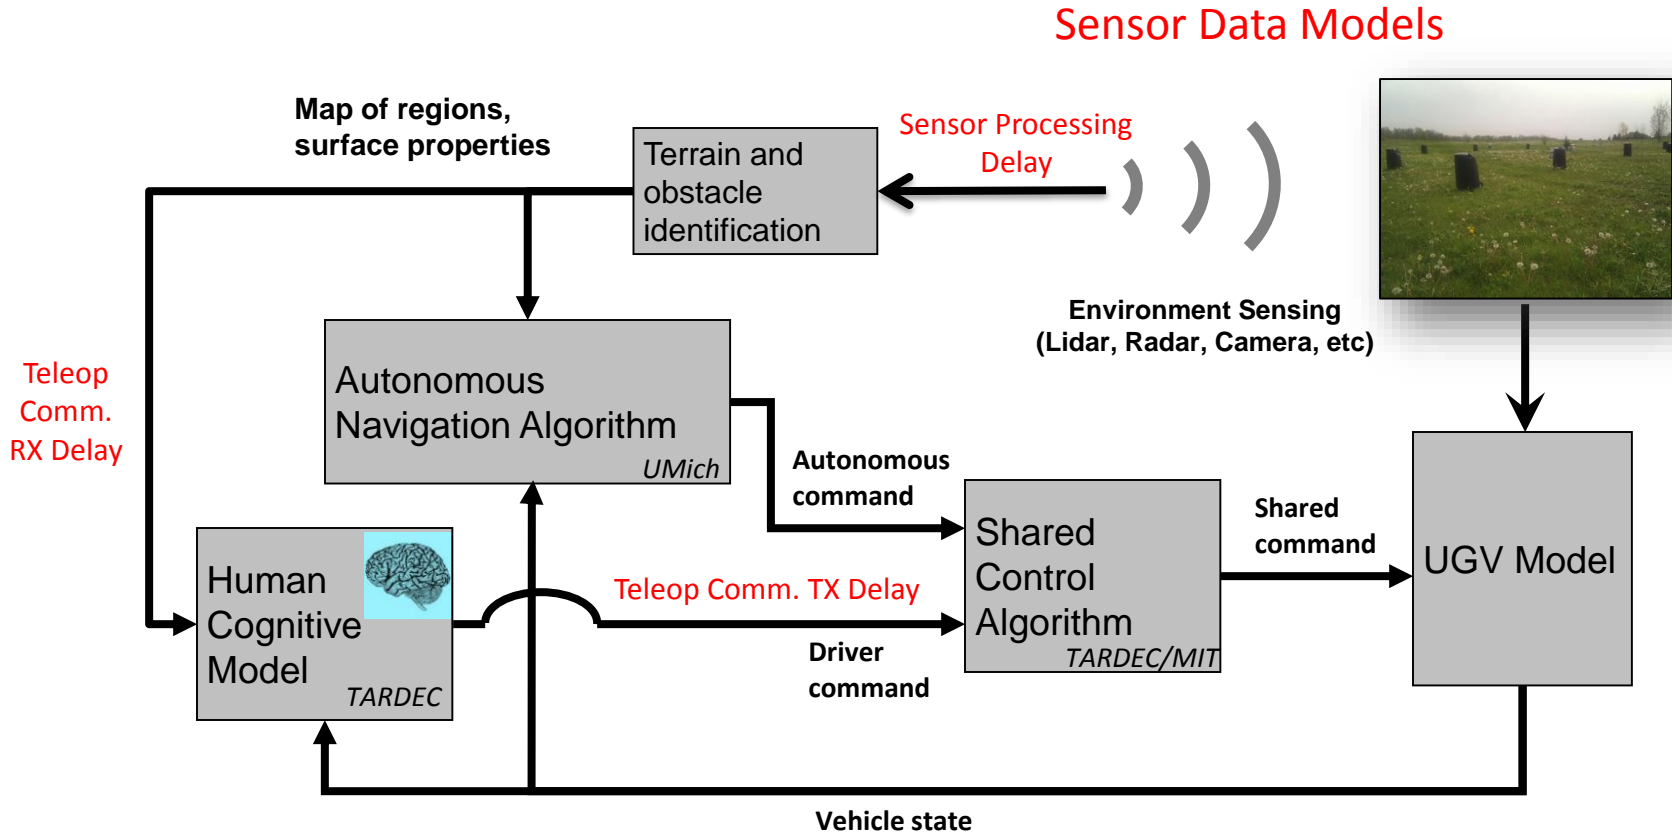 Sensor Data Models
Map of regions,
surface properties
Sensor Processing
Delay
Terrain and
obstacle
identification
Environment Sensing
(Lidar, Radar, Camera, etc)
Teleop
Comm.
RX Delay
Autonomous
Navigation Algorithm
UMich
Autonomous
command
Shared
Control
Algorithm
TARDEC/MIT
Shared
command
UGV Model
Human
Cognitive
Model
TARDEC
Teleop Comm. TX Delay
Driver
command
Vehicle state